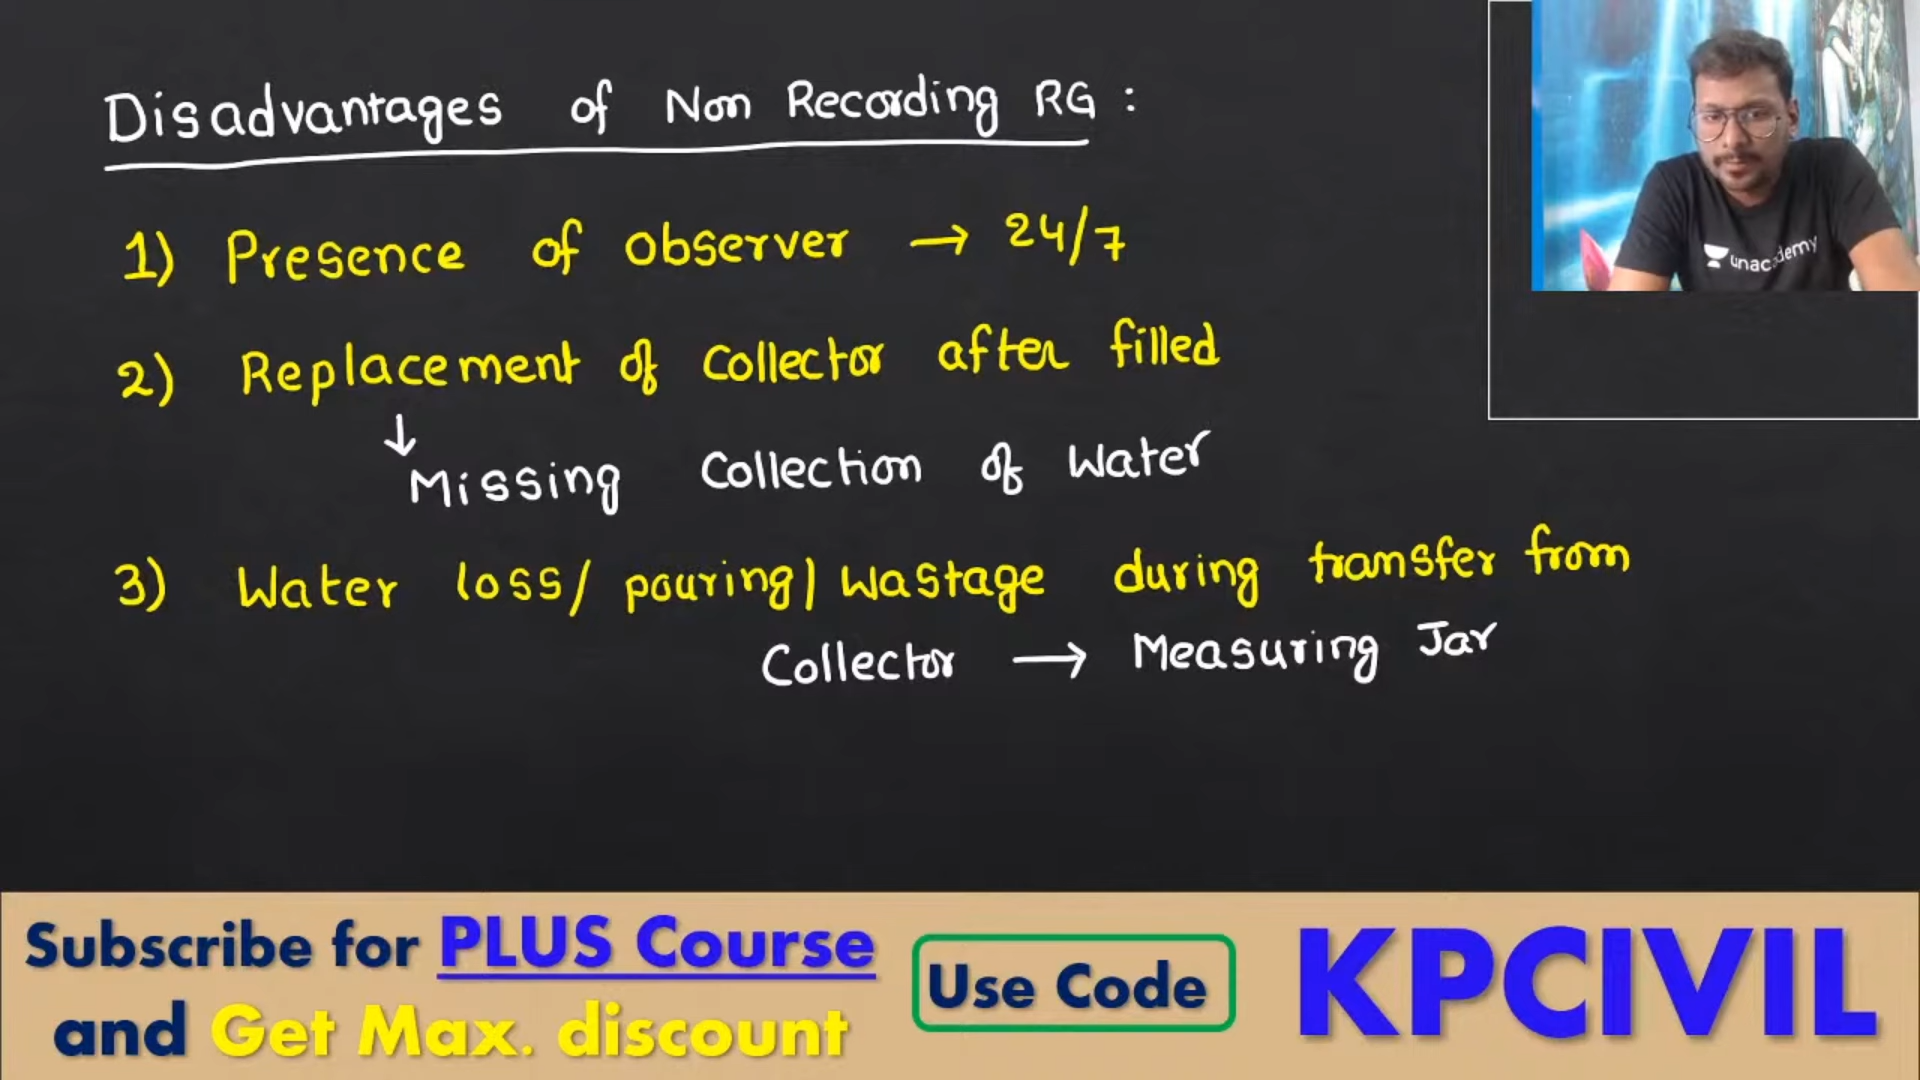 Disadvantages of Non Recording RG :
1) Presence of observer → 24/7
2) Replacement of collector after filled
↓
Missing Collection of Water
3) Water loss/ pouring/ wastage during transfer from
Collector → Measuring Jar
unacademy
Subscribe for PLUS Course
and Get Max. discount
Use Code
KPCIVIL